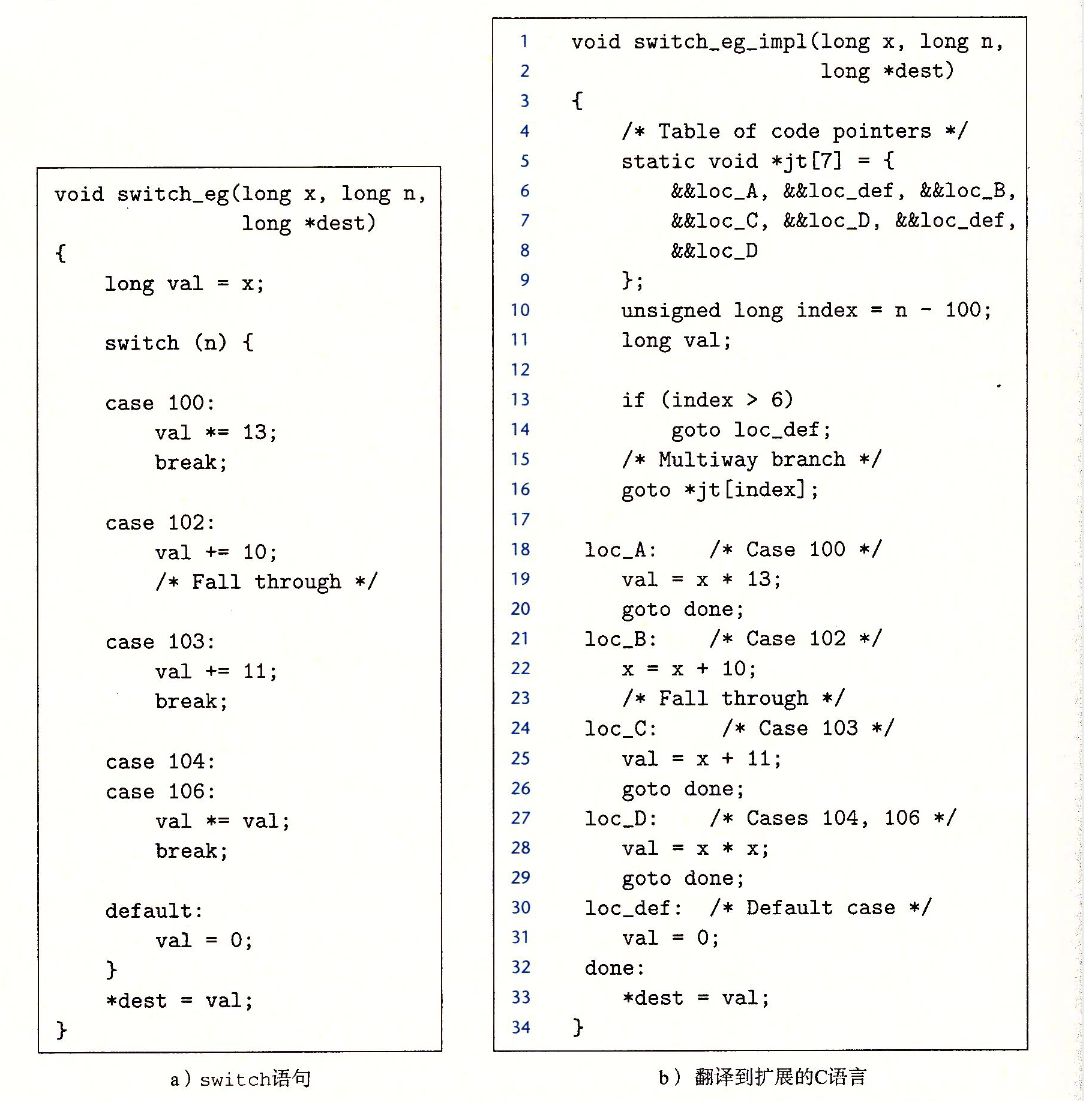 void switch_eg(long x, long n,
               long *dest)
{
    long val = x;

    switch (n) {

    case 100:
        val *= 13;
        break;

    case 102:
        val += 10;
        /* Fall through */

    case 103:
        val += 11;
        break;

    case 104:
    case 106:
        val *= val;
        break;

    default:
        val = 0;
    }
    *dest = val;
}
a）switch语句
1 void switch_eg_impl(long x, long n,
2                     long *dest)
3 {
4     /* Table of code pointers */
5     static void *jt[7] = {
6         &&loc_A, &&loc_def, &&loc_B,
7         &&loc_C, &&loc_D, &&loc_def,
8         &&loc_D
9     };
10     unsigned long index = n - 100;
11     long val;
12
13     if (index > 6)
14         goto loc_def;
15     /* Multiway branch */
16     goto *jt[index];
17
18  loc_A:    /* Case 100 */
19     val = x * 13;
20     goto done;
21  loc_B:    /* Case 102 */
22     x = x + 10;
23     /* Fall through */
24  loc_C:     /* Case 103 */
25     val = x + 11;
26     goto done;
27  loc_D:    /* Cases 104, 106 */
28     val = x * x;
29     goto done;
30  loc_def:  /* Default case */
31     val = 0;
32  done:
33     *dest = val;
34 }
b）翻译到扩展的C语言